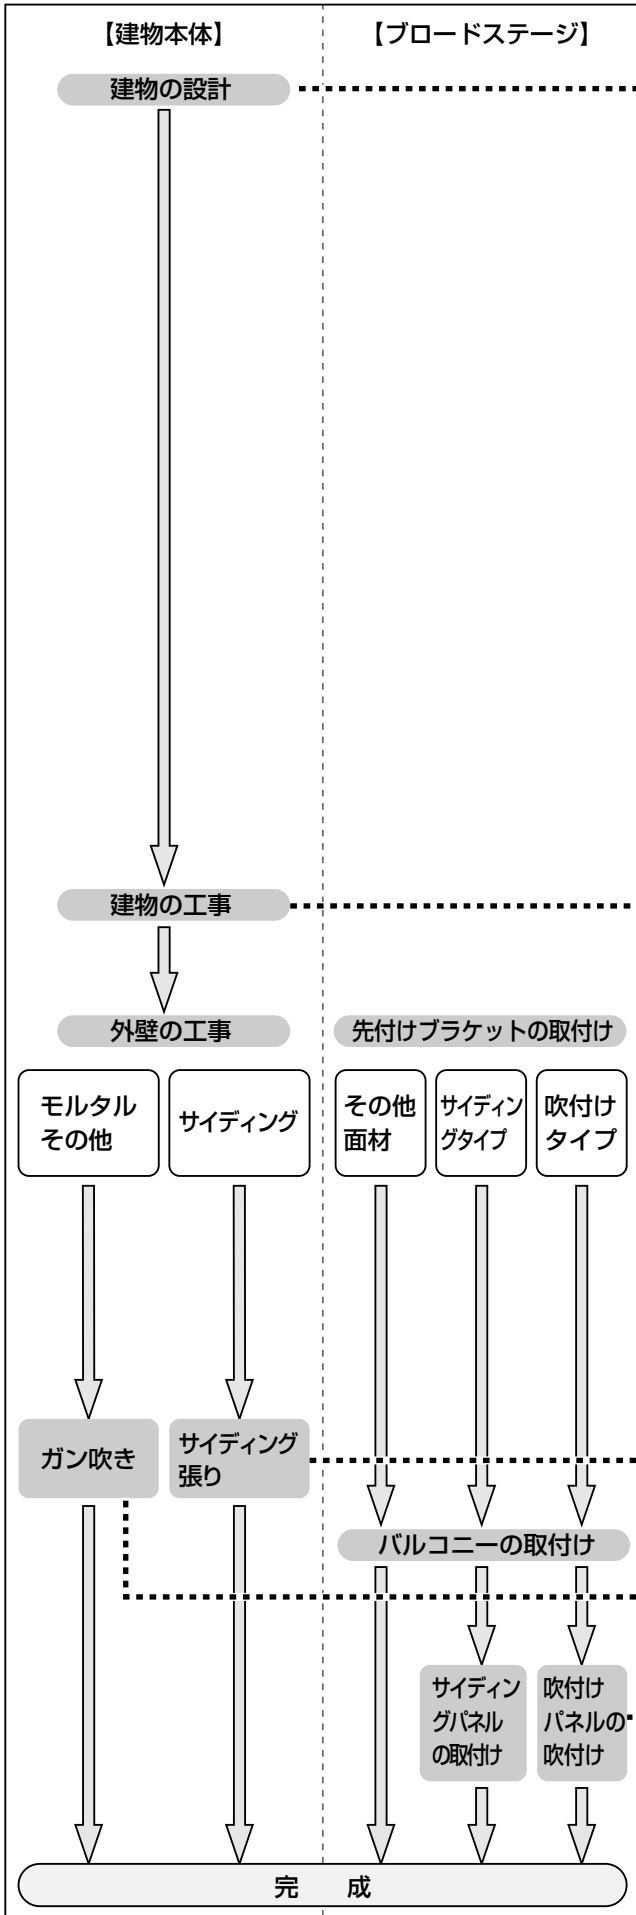 【建物本体】
【ブロードステージ】
建物の設計
建物の工事
外壁の工事
先付けブラケットの取付け
モルタル
その他
サイディング
その他
面材
サイディン
グタイプ
吹付け
タイプ
ガン吹き
サイディング
張り
バルコニーの取付け
サイディン
グパネル
の取付け
吹付け
パネルの
吹付け
完　成